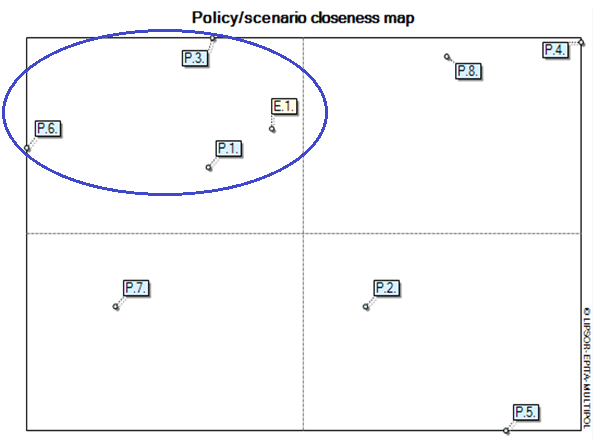 Policy/scenario closeness map
P.3.
P.4.
P.8.
E.1.
P.6.
P.1.
P.7.
P.2.
P.5.
© LIPSOR-EPITA-MULTIPOL